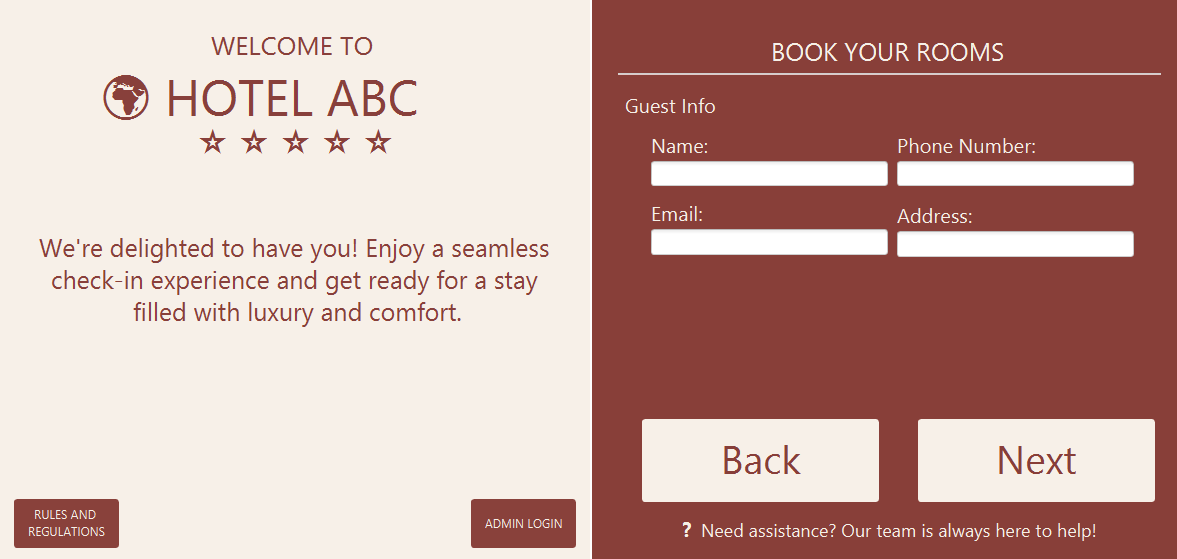 WELCOME TO
HOTEL ABC
We're delighted to have you! Enjoy a seamless
check-in experience and get ready for a stay
filled with luxury and comfort.
RULES AND
REGULATIONS
ADMIN LOGIN
BOOK YOUR ROOMS
Guest Info
Name:
Phone Number:
Email:
Address:
Back
Next
? Need assistance? Our team is always here to help!